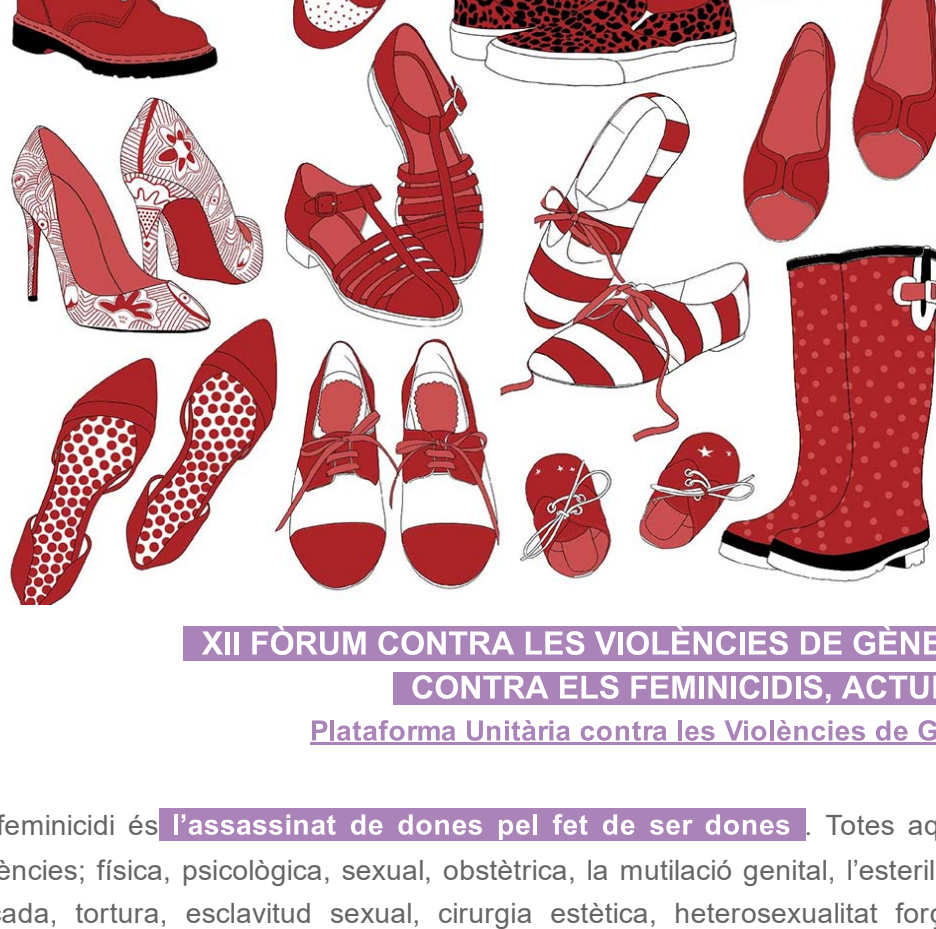 XII FÒRUM CONTRA LES VIOLÈNCIES DE GÈNE
CONTRA ELS FEMINICIDIS, ACTU
Plataforma Unitària contra les Violències de G
feminicidi és l’assassinat de dones pel fet de ser dones . Totes aq
ències; física, psicològica, sexual, obstètrica, la mutilació genital, l’esteril
ada, tortura, esclavitud sexual, cirurgia estètica, heterosexualitat forç